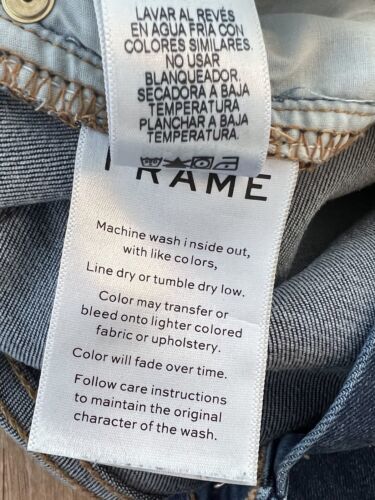 LAVAR AL REVÉS
EN AGUA FRÍA CON
COLORES SIMILARES.
NO USAR
BLANQUEADOR.
SECADORA A BAJA
TEMPERATURA
PLANCHAR A BAJA
TEMPERATURA.
FRAME
Machine wash inside out,
with like colors,
Line dry or tumble dry low.
Color may transfer or
bleed onto lighter colored
fabric or upholstery.
Color will fade over time.
Follow care instructions
to maintain the original
character of the wash.